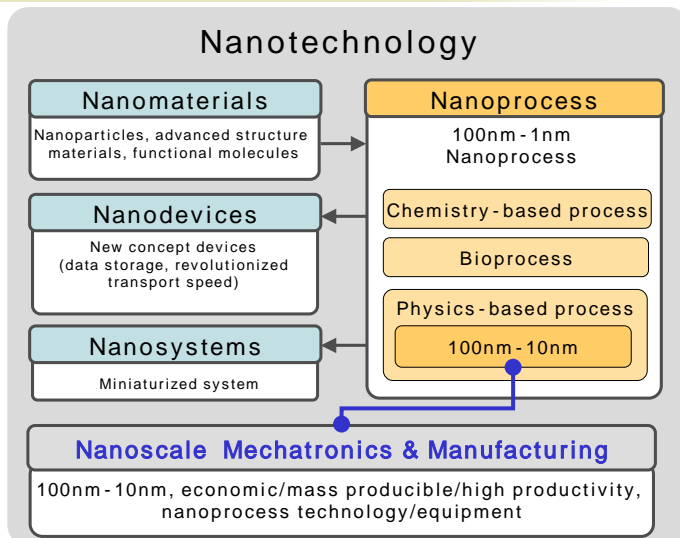 Nanotechnology
Nanomaterials
Nanoparticles, advanced structure
materials, functional molecules
Nanodevices
New concept devices
(data storage, revolutionized
transport speed)
Nanosystems
Miniaturized system
Nanoprocess
100nm-1nm
Nanoprocess
Chemistry-based process
Bioprocess
Physics-based process
100nm-10nm
Nanoscale Mechatronics & Manufacturing
100nm-10nm, economic/mass producible/high productivity,
nanoprocess technology/equipment